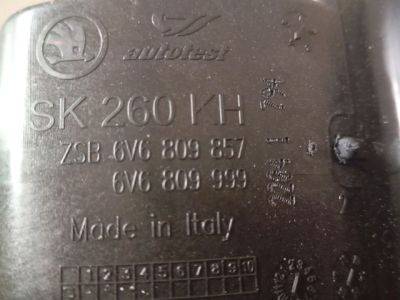 autotest
SK 260 KH
ZSB 6V6 809 857
6V6 809 999
Made in Italy
1 2 3 4 5 6 7 8 9 10